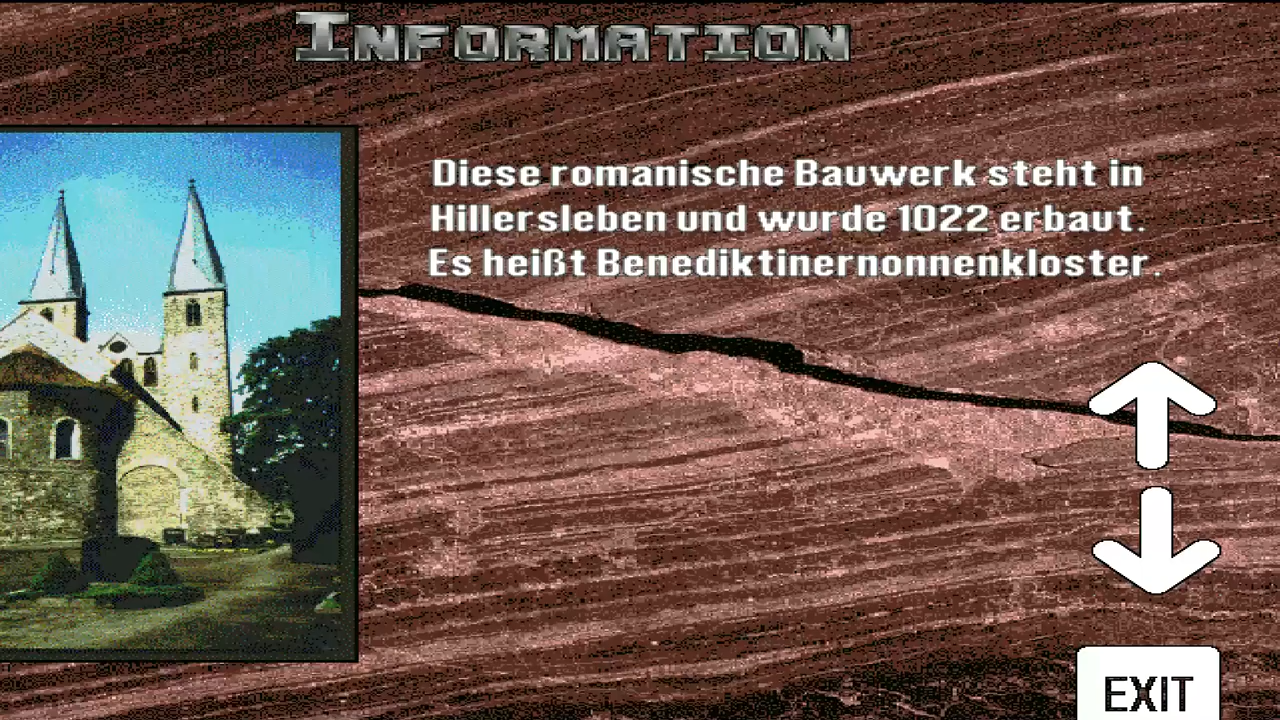 INFORMATION
Diese romanische Bauwerk steht in
Hillersleben und wurde 1022 erbaut.
Es heißt Benediktinernonnenkloster.
EXIT